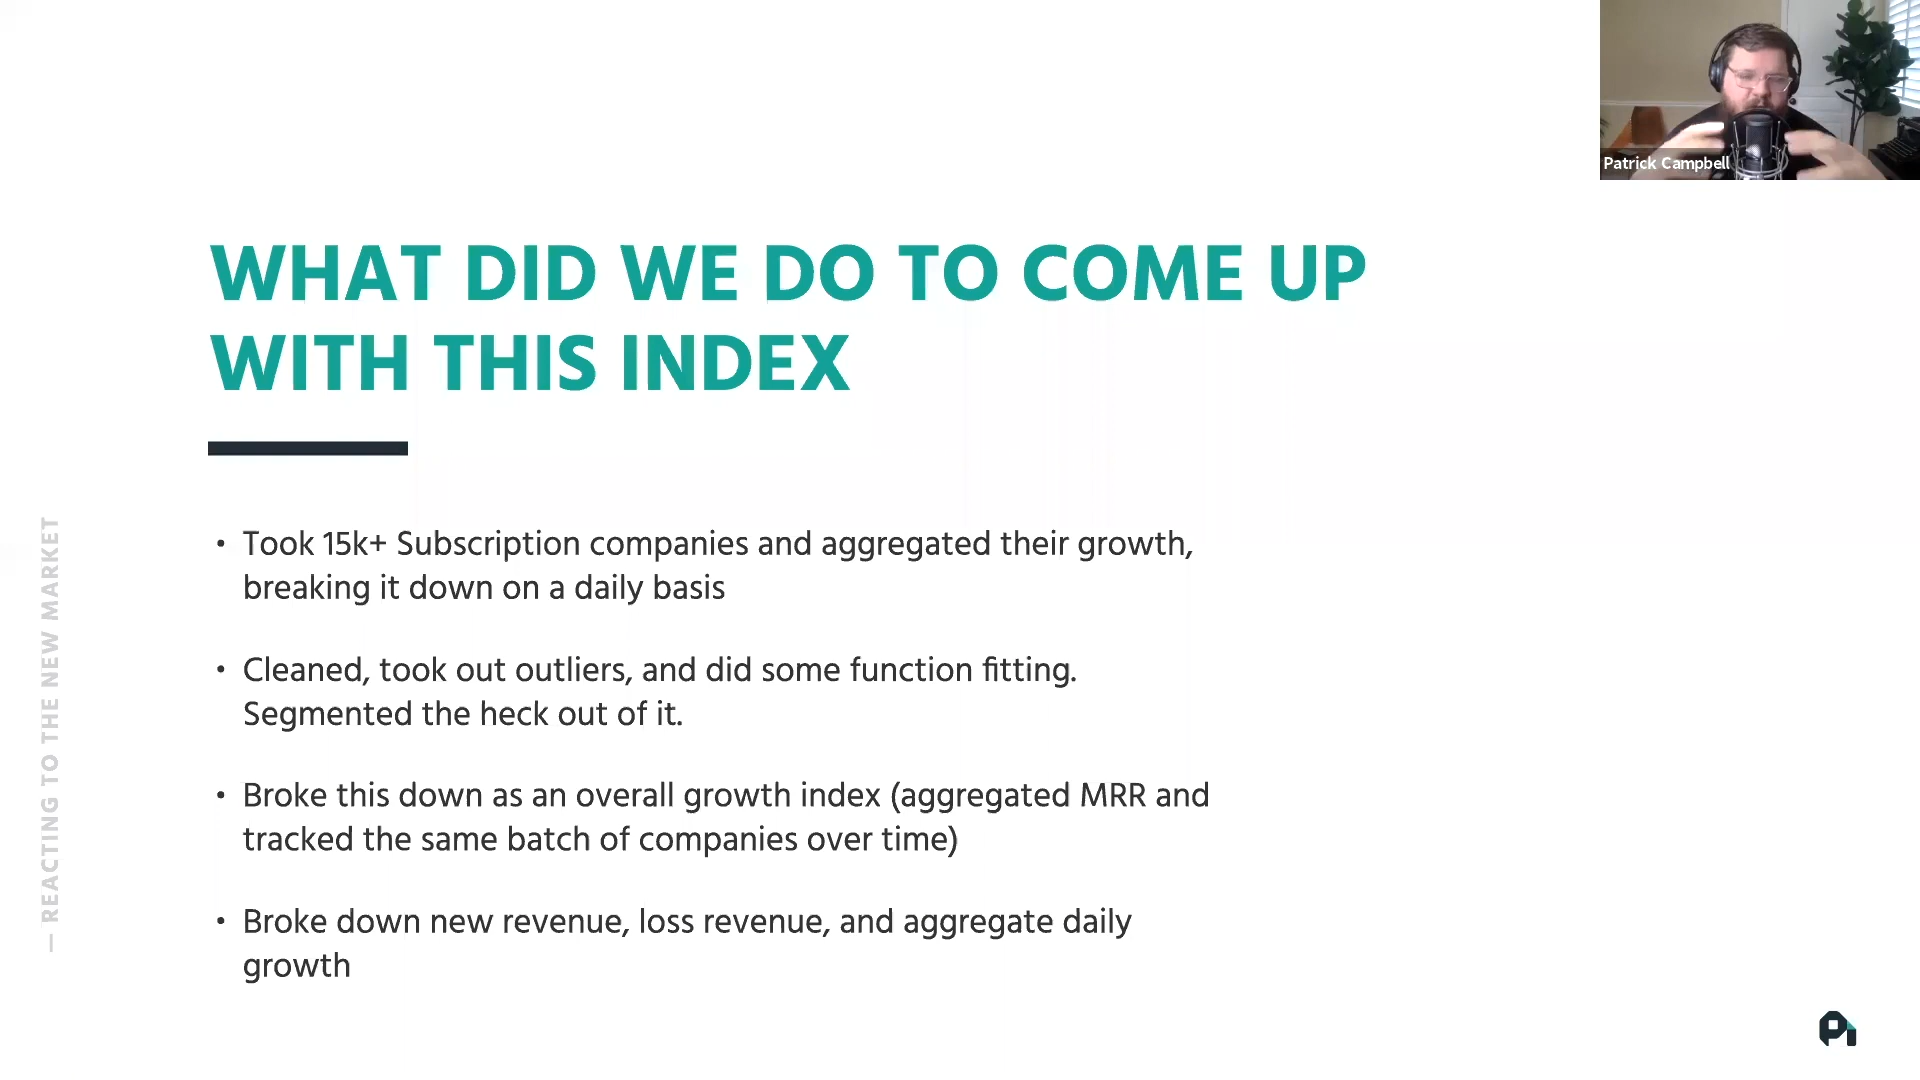 Patrick Campbell
WHAT DID WE DO TO COME UP
WITH THIS INDEX
• Took 15k+ Subscription companies and aggregated their growth,
breaking it down on a daily basis
• Cleaned, took out outliers, and did some function fitting.
Segmented the heck out of it.
• Broke this down as an overall growth index (aggregated MRR and
tracked the same batch of companies over time)
• Broke down new revenue, loss revenue, and aggregate daily
growth
— REACTING TO THE NEW MARKET